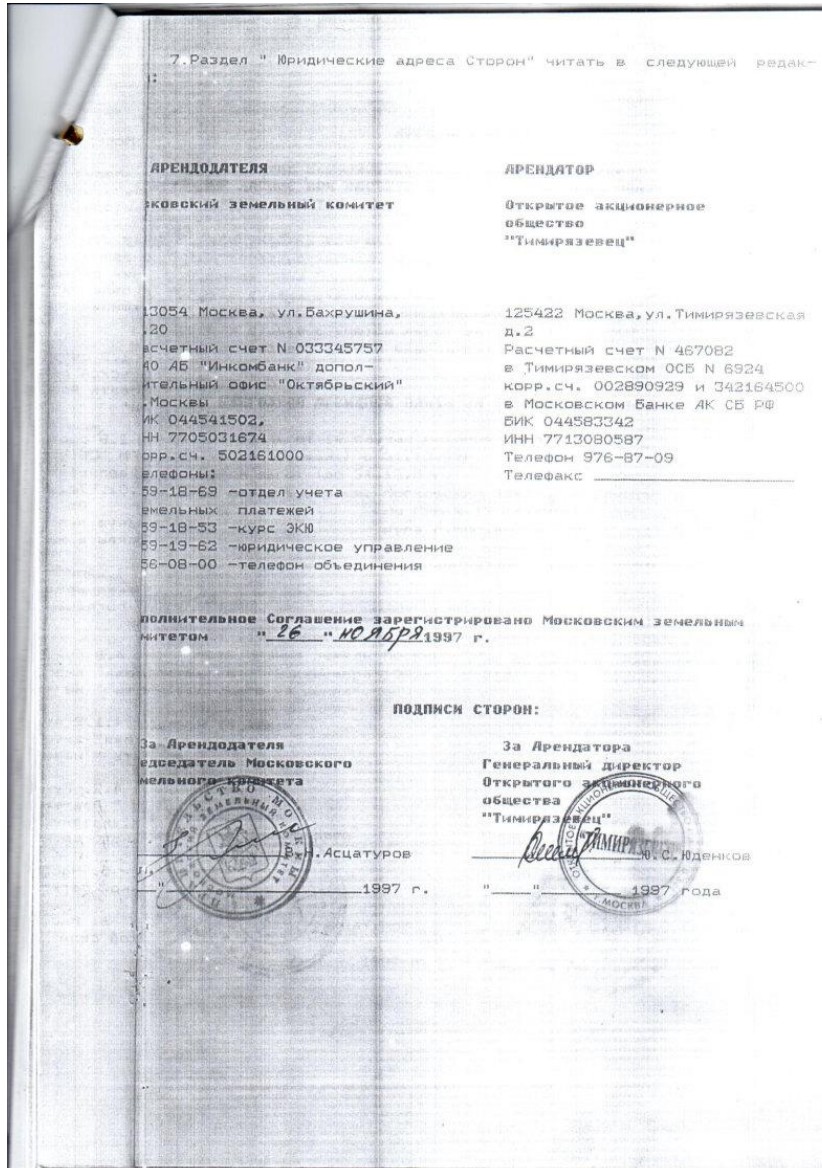 7.Раздел " Юридические адреса Сторон" читать в следующей редак-
:
АРЕНДОДАТЕЛЯ
АРЕНДАТОР
сковский земельный комитет
Открытое акционерное
общество
""Тимирязевец"
13054 Москва, ул.Бахрушина,
.20
асчетный счет N 033345757
АО АБ "Инкомбанк" допол-
ительный офис "Октябрьский"
.Москвы
ИК 044541502,
НН 7705031674
орр.сч. 502161000
елефоны:
59-18-69 -отдел учета
емельных платежей
59-18-53 -курс ЭКЮ
59-19-62 -юридическое управление
56-08-00 -телефон объединения
125422 Москва,ул.Тимирязевская
д.2
Расчетный счет N 467082
в Тимирязевском ОСБ N 6924
корр.сч. 002890929 и 342164500
в Московском Банке АК СБ РФ
БИК 044583342
ИНН 7713080587
Телефон 976-87-09
Телефакс
полнительное Соглашение зарегистрировано Московским земельным
митетом "26" НОЯБРЯ 1997 г.
ПОДПИСИ СТОРОН:
За Арендодателя
едседатель Московского
мельного комитета
.Асцатуров
" 1997 г.
За Арендатора
Генеральный директор
Открытого акционерного
общества
""Тимирязевец"
Ю.С.Юденков
" " 1997 года